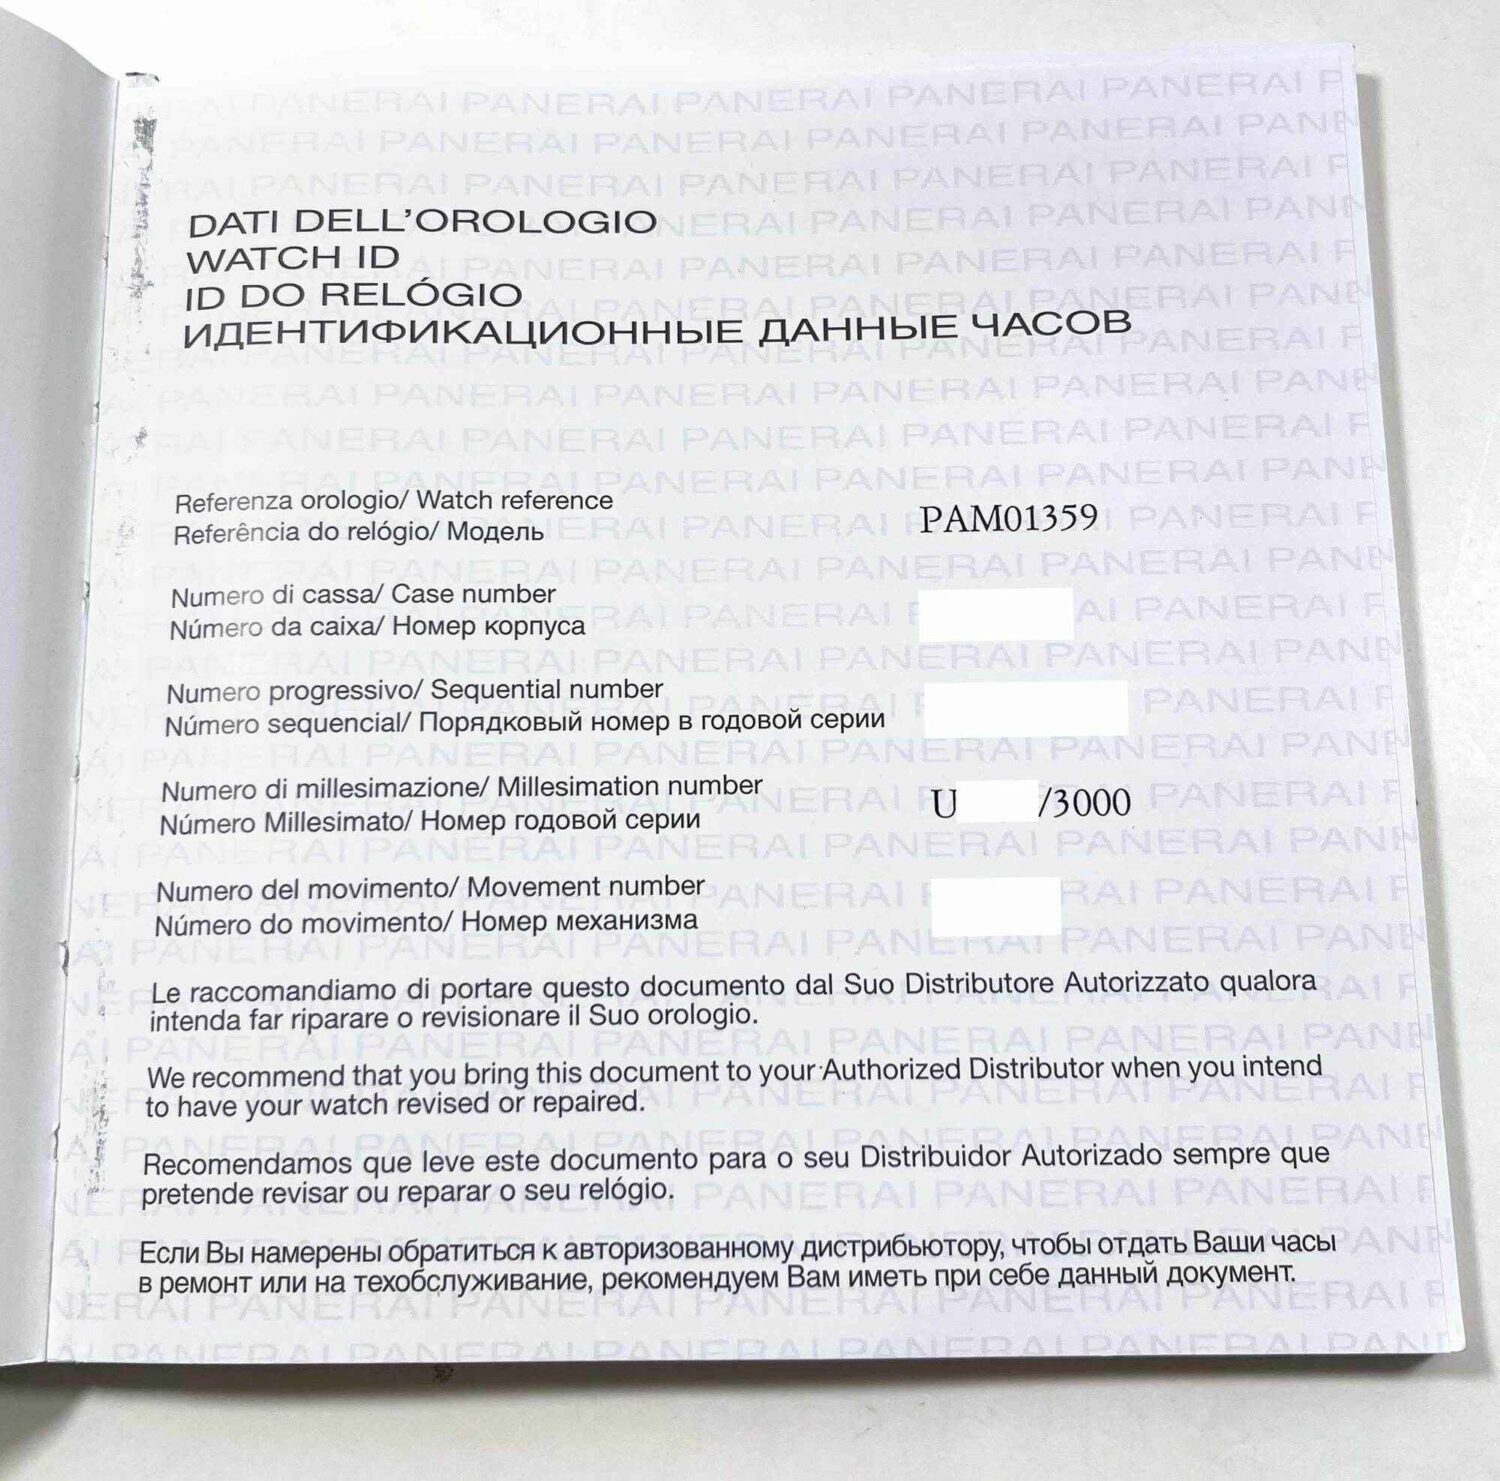 DATI DELL'OROLOGIO
WATCH ID
ID DO RELÓGIO
ИДЕНТИФИКАЦИОННЫЕ ДАННЫЕ ЧАСОВ
Referenza orologio/ Watch reference
Referência do relógio/ Модель
PAM01359
Numero di cassa/ Case number
Número da caixa/ Номер корпуса
Numero progressivo/ Sequential number
Número sequencial/ Порядковый номер в годовой серии
Numero di millesimazione/ Millesimation number
Número Millesimato/ Номер годовой серии
U /3000
Numero del movimento/ Movement number
Número do movimento/ Номер механизма
Le raccomandiamo di portare questo documento dal Suo Distributore Autorizzato qualora
intenda far riparare o revisionare il Suo orologio.
We recommend that you bring this document to your Authorized Distributor when you intend
to have your watch revised or repaired.
Recomendamos que leve este documento para o seu Distribuidor Autorizado sempre que
pretende revisar ou reparar o seu relógio.
Если Вы намерены обратиться к авторизованному дистрибьютору, чтобы отдать Ваши часы
в ремонт или на техобслуживание, рекомендуем Вам иметь при себе данный документ.